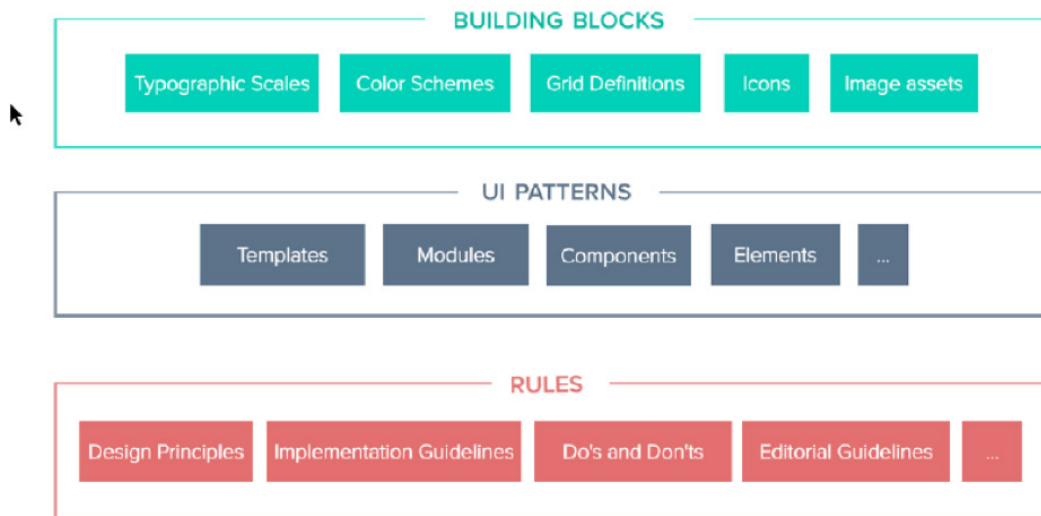 BUILDING BLOCKS
Typographic Scales Color Schemes Grid Definitions Icons Image assets
UI PATTERNS
Templates Modules Components Elements ...
RULES
Design Principles Implementation Guidelines Do's and Don'ts Editorial Guidelines ...